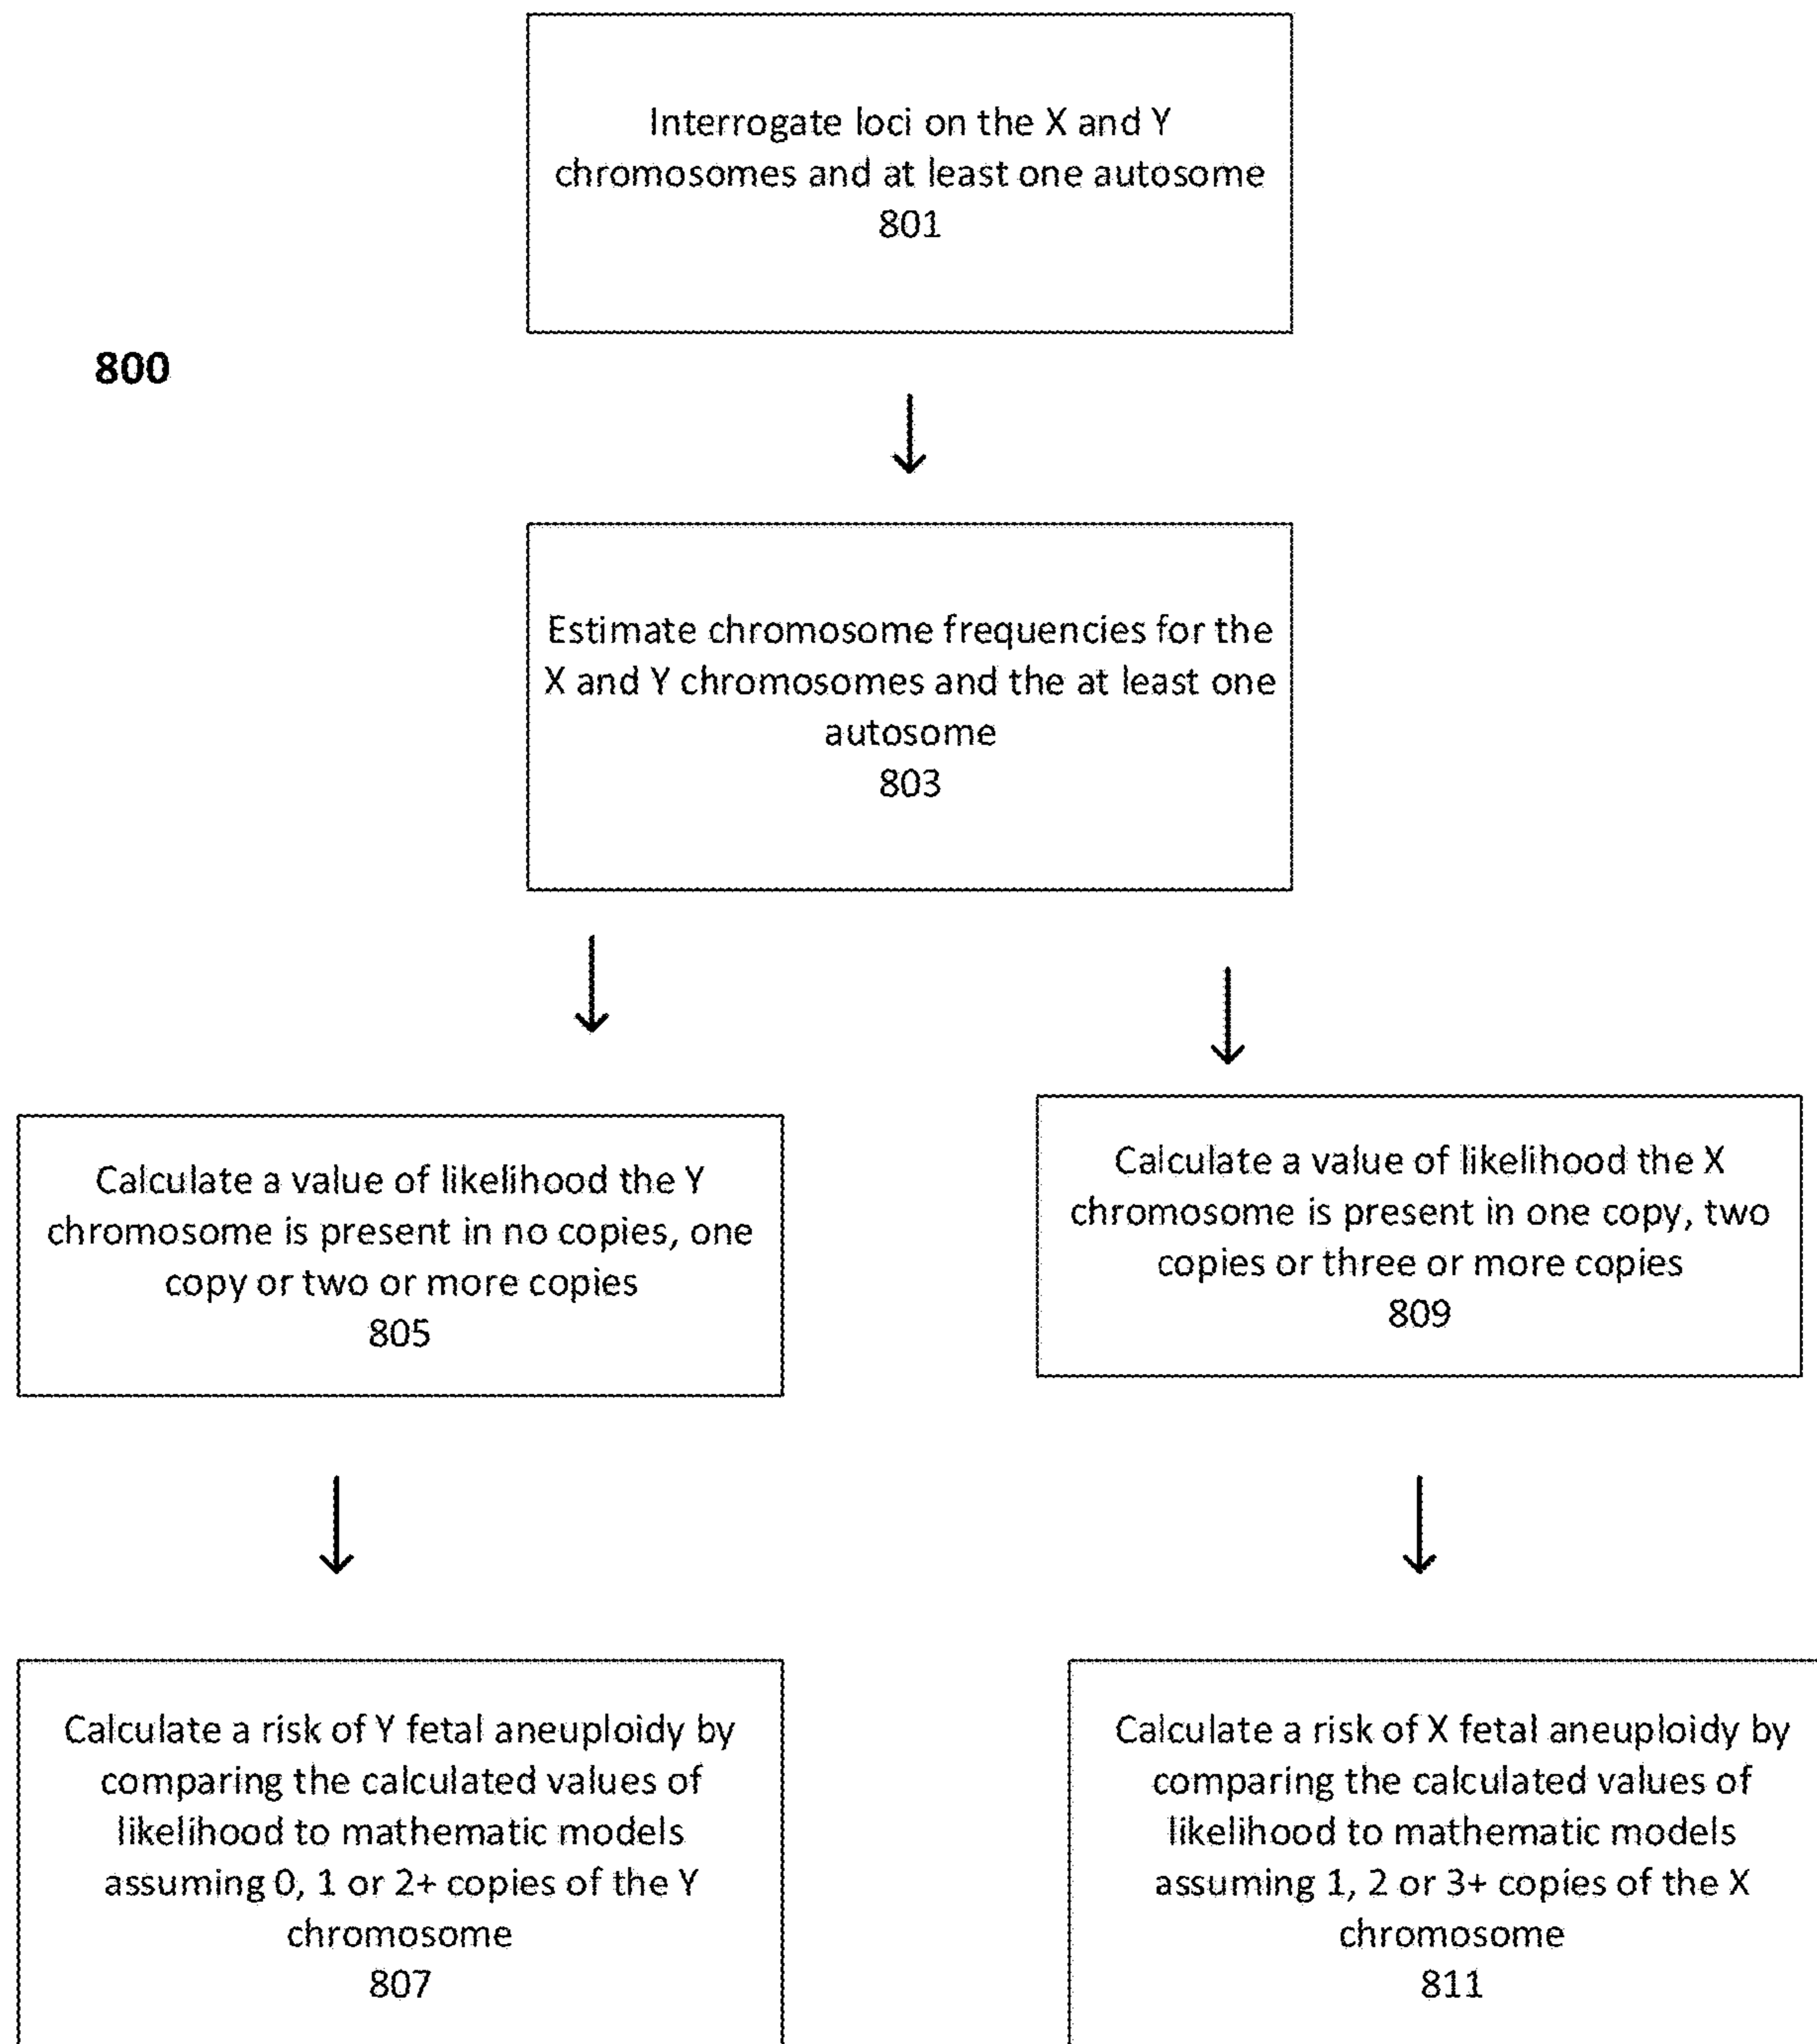 Interrogate loci on the X and Y
chromosomes and at least one autosome
801
800
Estimate chromosome frequencies for the
X and Y chromosomes and the at least one
autosome
803
Calculate a value of likelihood the Y
chromosome is present in no copies, one
copy or two or more copies
805
Calculate a value of likelihood the X
chromosome is present in one copy, two
copies or three or more copies
809
Calculate a risk of Y fetal aneuploidy by
comparing the calculated values of
likelihood to mathematic models
assuming 0, 1 or 2+ copies of the Y
chromosome
807
Calculate a risk of X fetal aneuploidy by
comparing the calculated values of
likelihood to mathematic models
assuming 1, 2 or 3+ copies of the X
chromosome
811